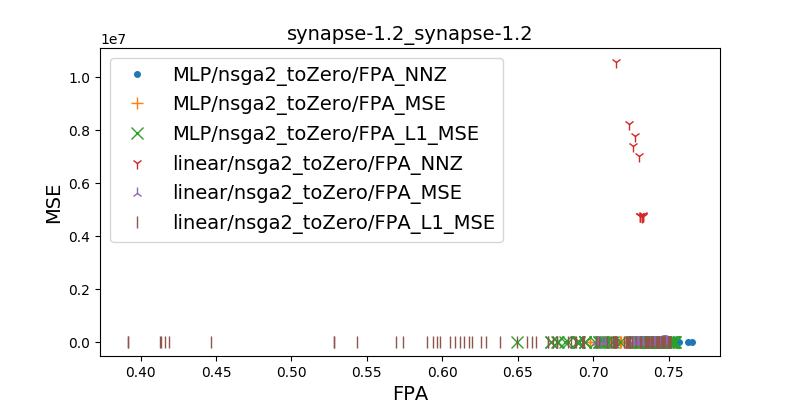 synapse-1.2_synapse-1.2
1e7
MLP/nsga2_toZero/FPA_NNZ
MLP/nsga2_toZero/FPA_MSE
MLP/nsga2_toZero/FPA_L1_MSE
linear/nsga2_toZero/FPA_NNZ
linear/nsga2_toZero/FPA_MSE
linear/nsga2_toZero/FPA_L1_MSE
MSE
1.0
0.8
0.6
0.4
0.2
0.0
0.40 0.45 0.50 0.55 0.60 0.65 0.70 0.75
FPA